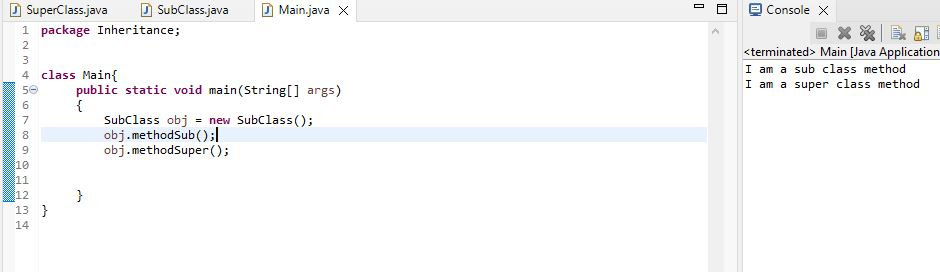 SuperClass.java SubClass.java Main.java
1 package Inheritance;
2
3
4 class Main{
5 public static void main(String[] args)
6 {
7 SubClass obj = new SubClass();
8 obj.methodSub();
9 obj.methodSuper();
10
11
12 }
13 }
14
Console
<terminated> Main [Java Application
I am a sub class method
I am a super class method